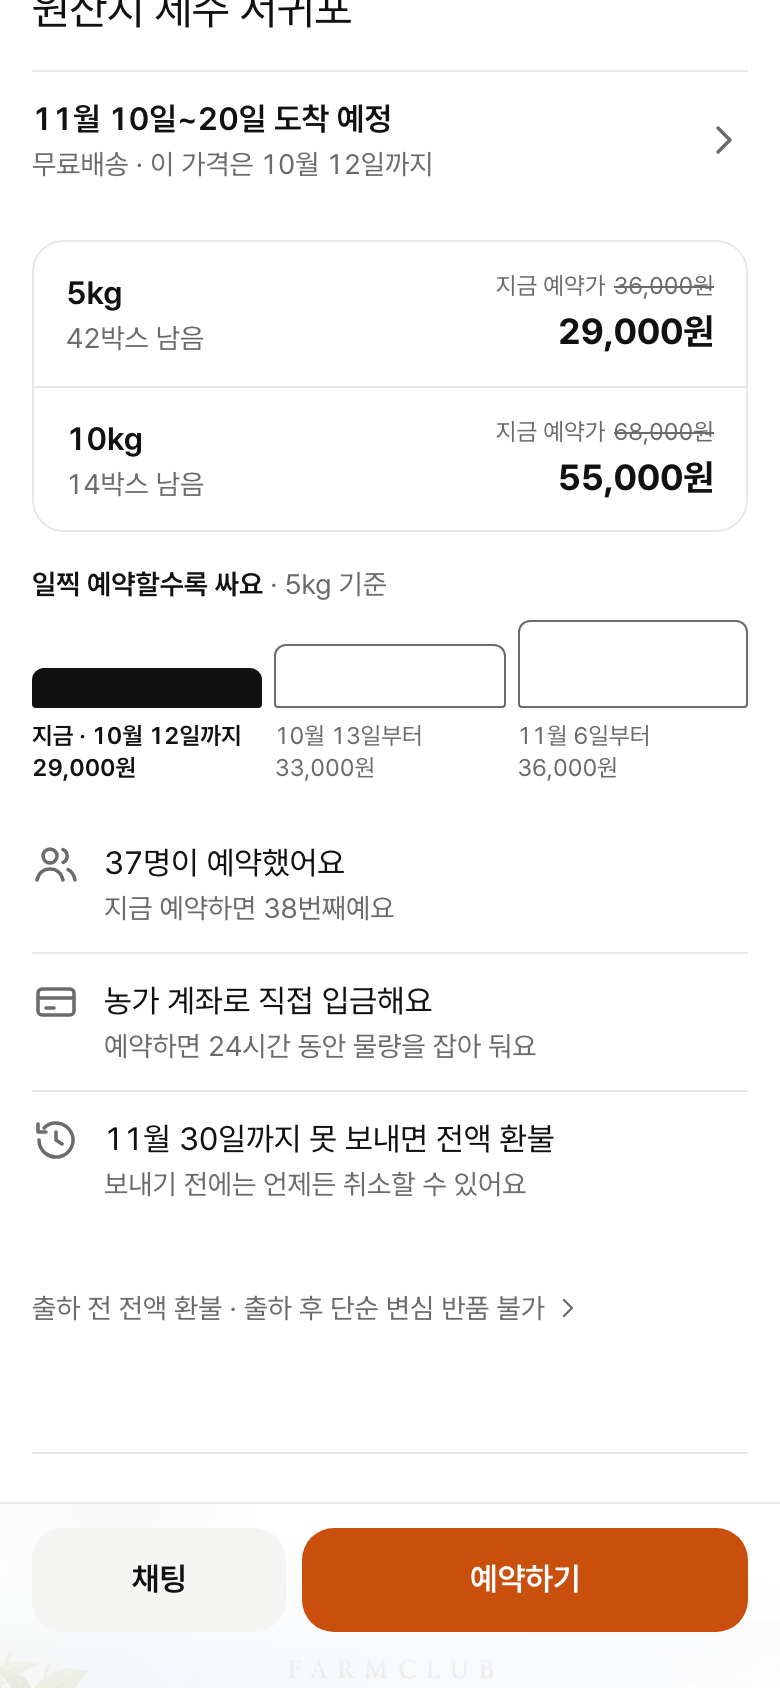 원산지 제주 서귀포
11월 10일~20일 도착 예정
무료배송 · 이 가격은 10월 12일까지
5kg
지금 예약가 36,000원
42박스 남음
29,000원
10kg
지금 예약가 68,000원
14박스 남음
55,000원
일찍 예약할수록 싸요 · 5kg 기준
지금 · 10월 12일까지
29,000원
10월 13일부터
33,000원
11월 6일부터
36,000원
37명이 예약했어요
지금 예약하면 38번째예요
농가 계좌로 직접 입금해요
예약하면 24시간 동안 물량을 잡아 둬요
11월 30일까지 못 보내면 전액 환불
보내기 전에는 언제든 취소할 수 있어요
출하 전 전액 환불 · 출하 후 단순 변심 반품 불가
채팅
예약하기
FARMCLUB